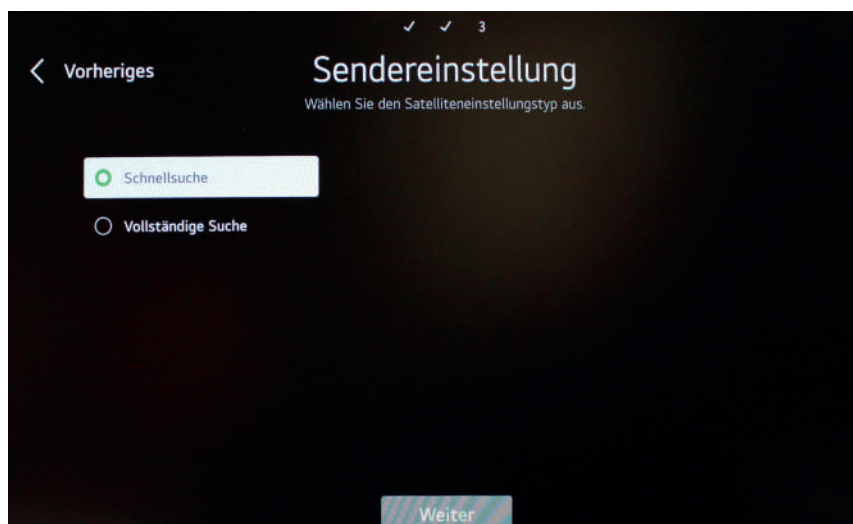 ✓ ✓ 3
Vorheriges
Sendereinstellung
Wählen Sie den Satelliteneinstellungstyp aus.
Schnellsuche
Vollständige Suche
Weiter